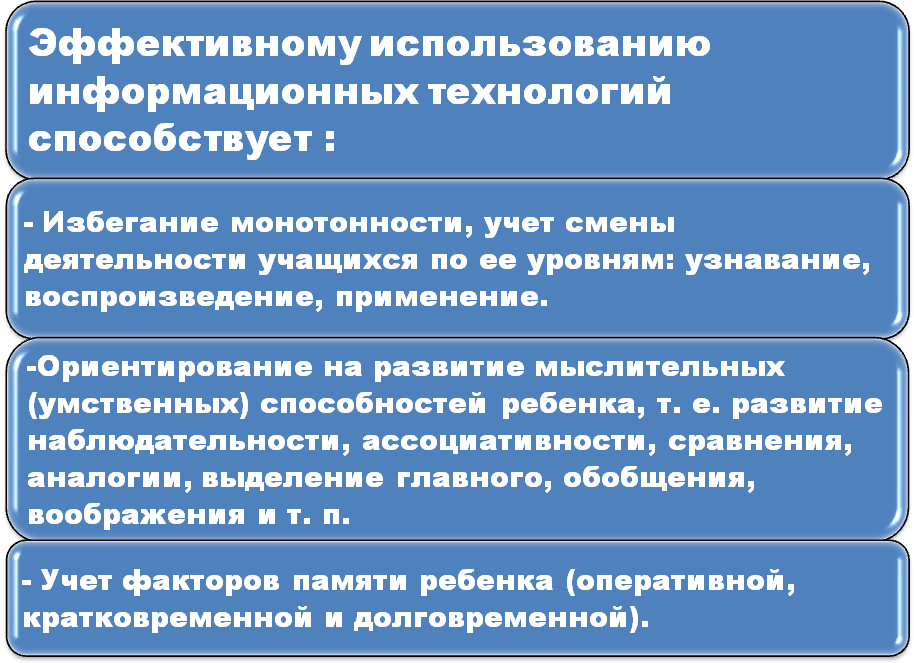 Эффективному использованию
информационных технологий
способствует :
- Избегание монотонности, учет смены
деятельности учащихся по ее уровням: узнавание,
воспроизведение, применение.
-Ориентирование на развитие мыслительных
(умственных) способностей ребенка, т. е. развитие
наблюдательности, ассоциативности, сравнения,
аналогии, выделение главного, обобщения,
воображения и т. п.
- Учет факторов памяти ребенка (оперативной,
кратковременной и долговременной).